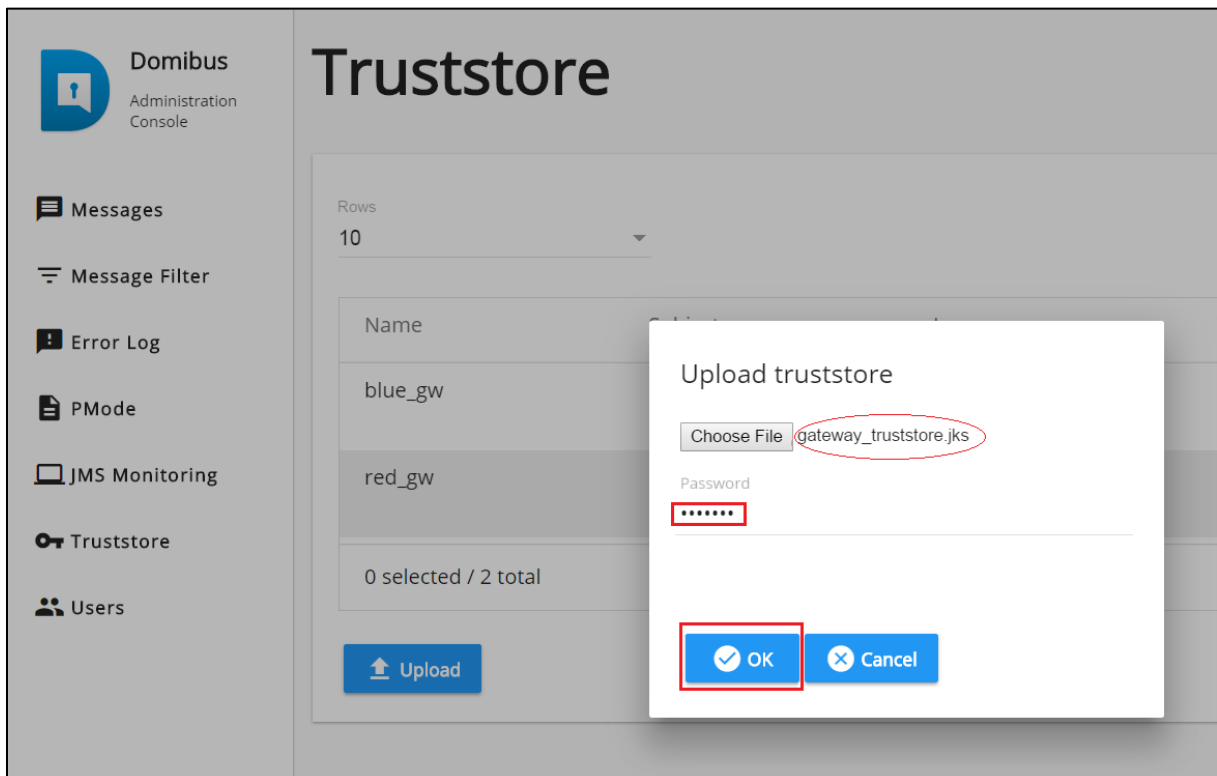 Domibus
Administration
Console
Truststore
Messages
Message Filter
Error Log
PMode
JMS Monitoring
Truststore
Users
Rows
10
Name
blue_gw
red_gw
0 selected / 2 total
Upload
Upload truststore
Choose File gateway_truststore.jks
Password
•••••••
OK Cancel